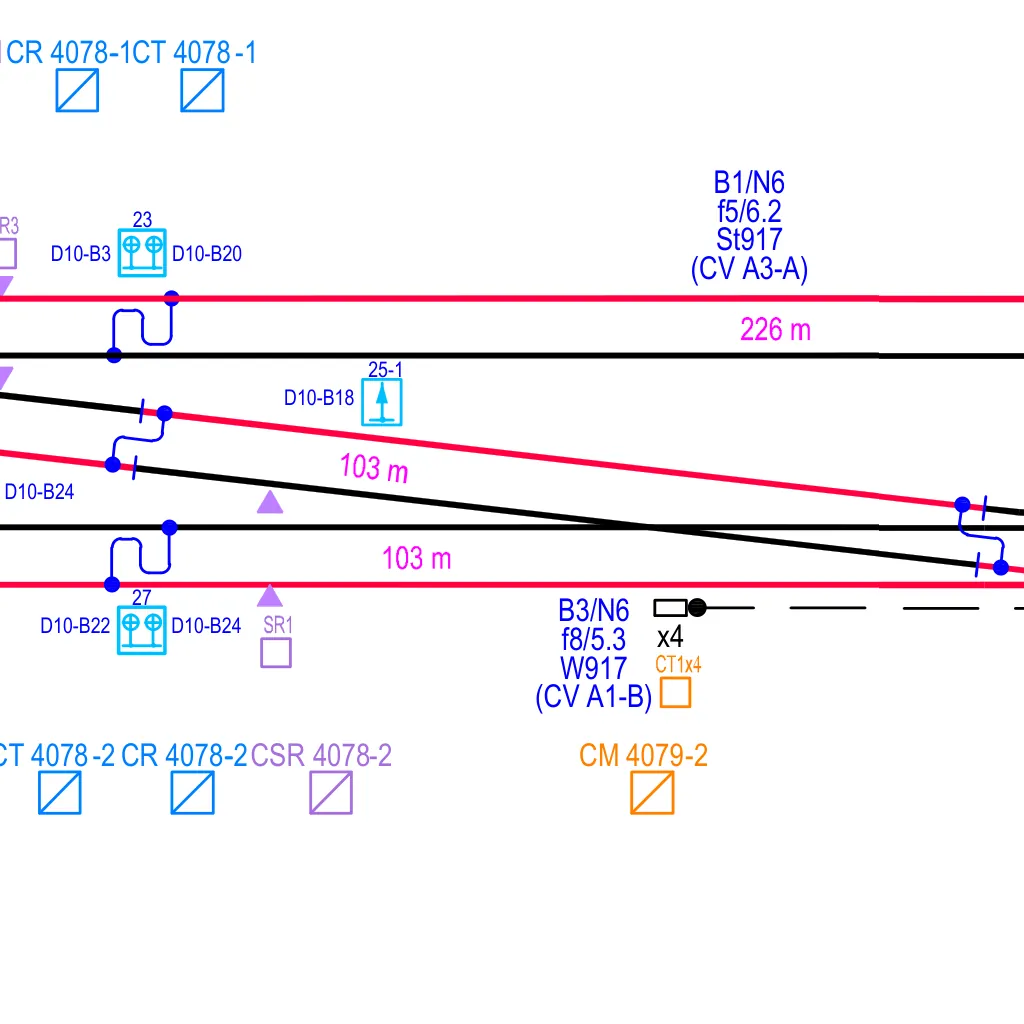 CR 4078-1
CT 4078-1
B1/N6
f5/6.2
St917
(CV A3-A)
R3
23
D10-B3
D10-B20
226 m
25-1
D10-B18
103 m
D10-B24
103 m
27
D10-B22
D10-B24
SR1
B3/N6
f8/5.3
W917
(CV A1-B)
x4
CT1x4
CT 4078-2
CR 4078-2
CSR 4078-2
CM 4079-2